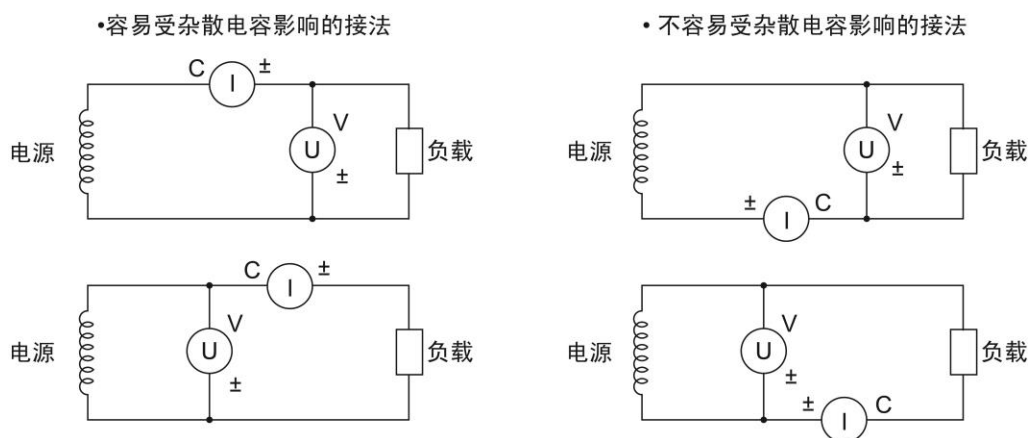 •容易受杂散电容影响的接法
• 不容易受杂散电容影响的接法
C I ±
V
电源 U 负载
±
V
电源 U 负载
±
± I C
C I ±
V
电源 U 负载
±
V
电源 U 负载
±
± I C